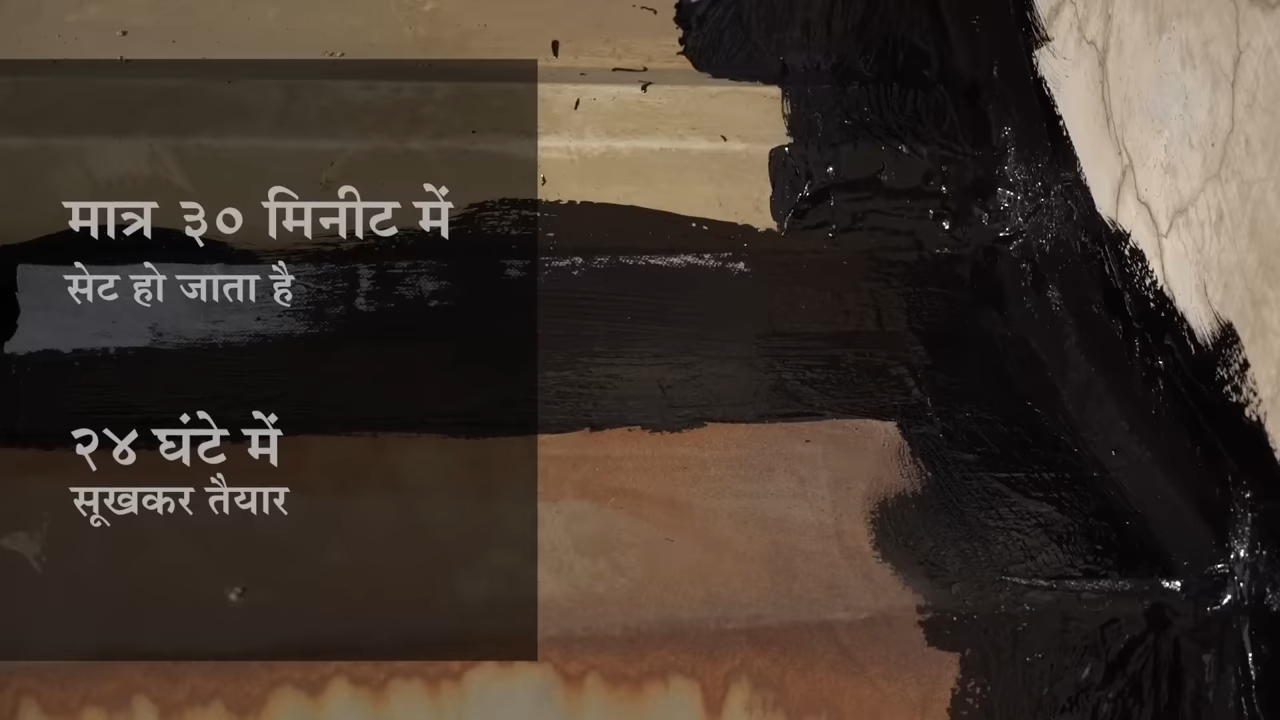 मात्र ३० मिनीट में
सेट हो जाता है
२४ घंटे में
सूखकर तैयार